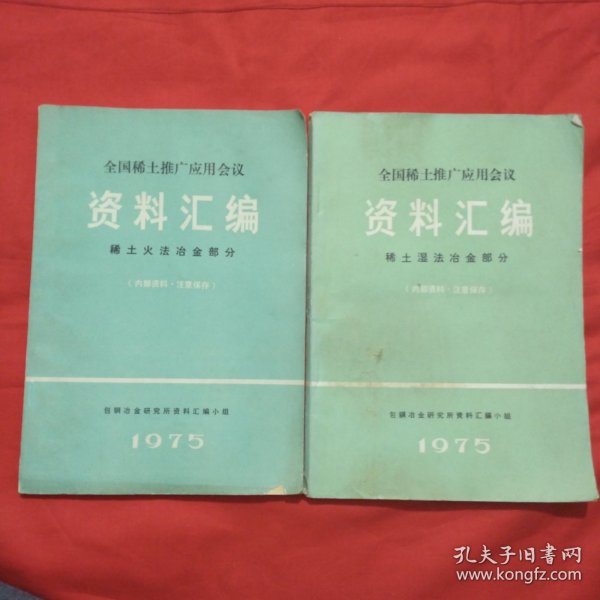 全国稀土推广应用会议
资料汇编
稀土火法冶金部分
（内部资料·注意保存）
包钢冶金研究所资料汇编小组
1975
全国稀土推广应用会议
资料汇编
稀土湿法冶金部分
（内部资料·注意保存）
包钢冶金研究所资料汇编小组
1975
孔夫子旧书网
www.kongfz.com